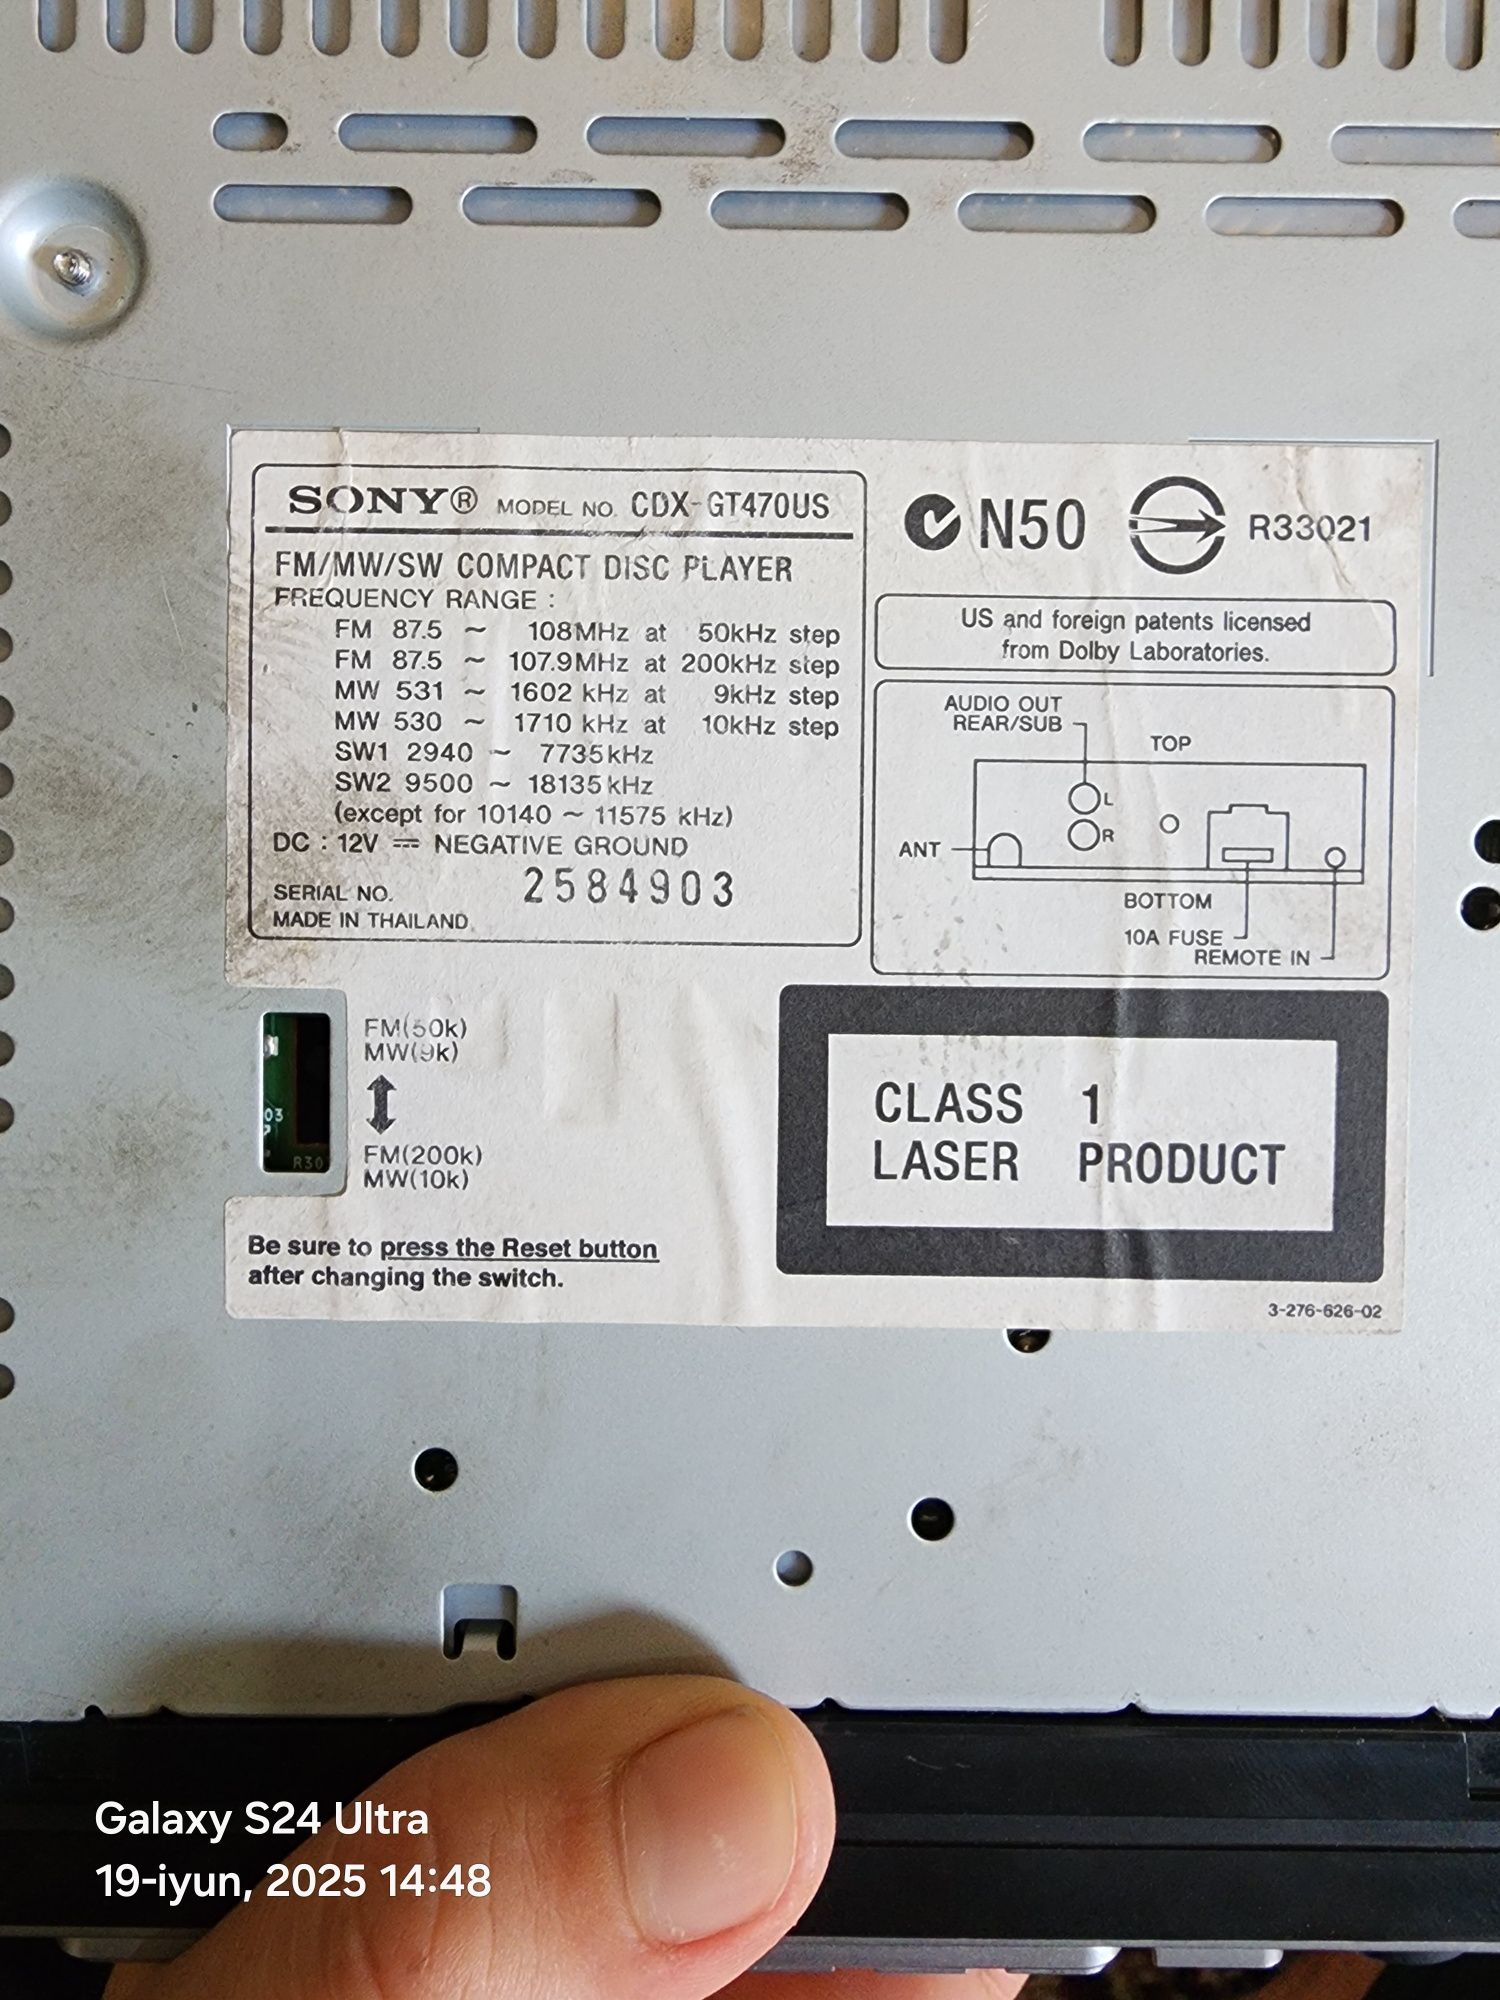 SONY® MODEL NO. CDX-GT470US
FM/MW/SW COMPACT DISC PLAYER
FREQUENCY RANGE :
FM 87.5 ~ 108MHz at 50kHz step
FM 87.5 ~ 107.9MHz at 200kHz step
MW 531 ~ 1602 kHz at 9kHz step
MW 530 ~ 1710 kHz at 10kHz step
SW1 2940 ~ 7735kHz
SW2 9500 ~ 18135kHz
(except for 10140 ~ 11575 kHz)
DC : 12V ⎓ NEGATIVE GROUND
SERIAL NO. 2584903
MADE IN THAILAND
N50 R33021
US and foreign patents licensed
from Dolby Laboratories.
AUDIO OUT
REAR/SUB
TOP
L
R
ANT
BOTTOM
10A FUSE
REMOTE IN
03
R30
FM(50k)
MW(9k)
FM(200k)
MW(10k)
Be sure to press the Reset button
after changing the switch.
CLASS 1
LASER PRODUCT
3-276-626-02
Galaxy S24 Ultra
19-iyun, 2025 14:48